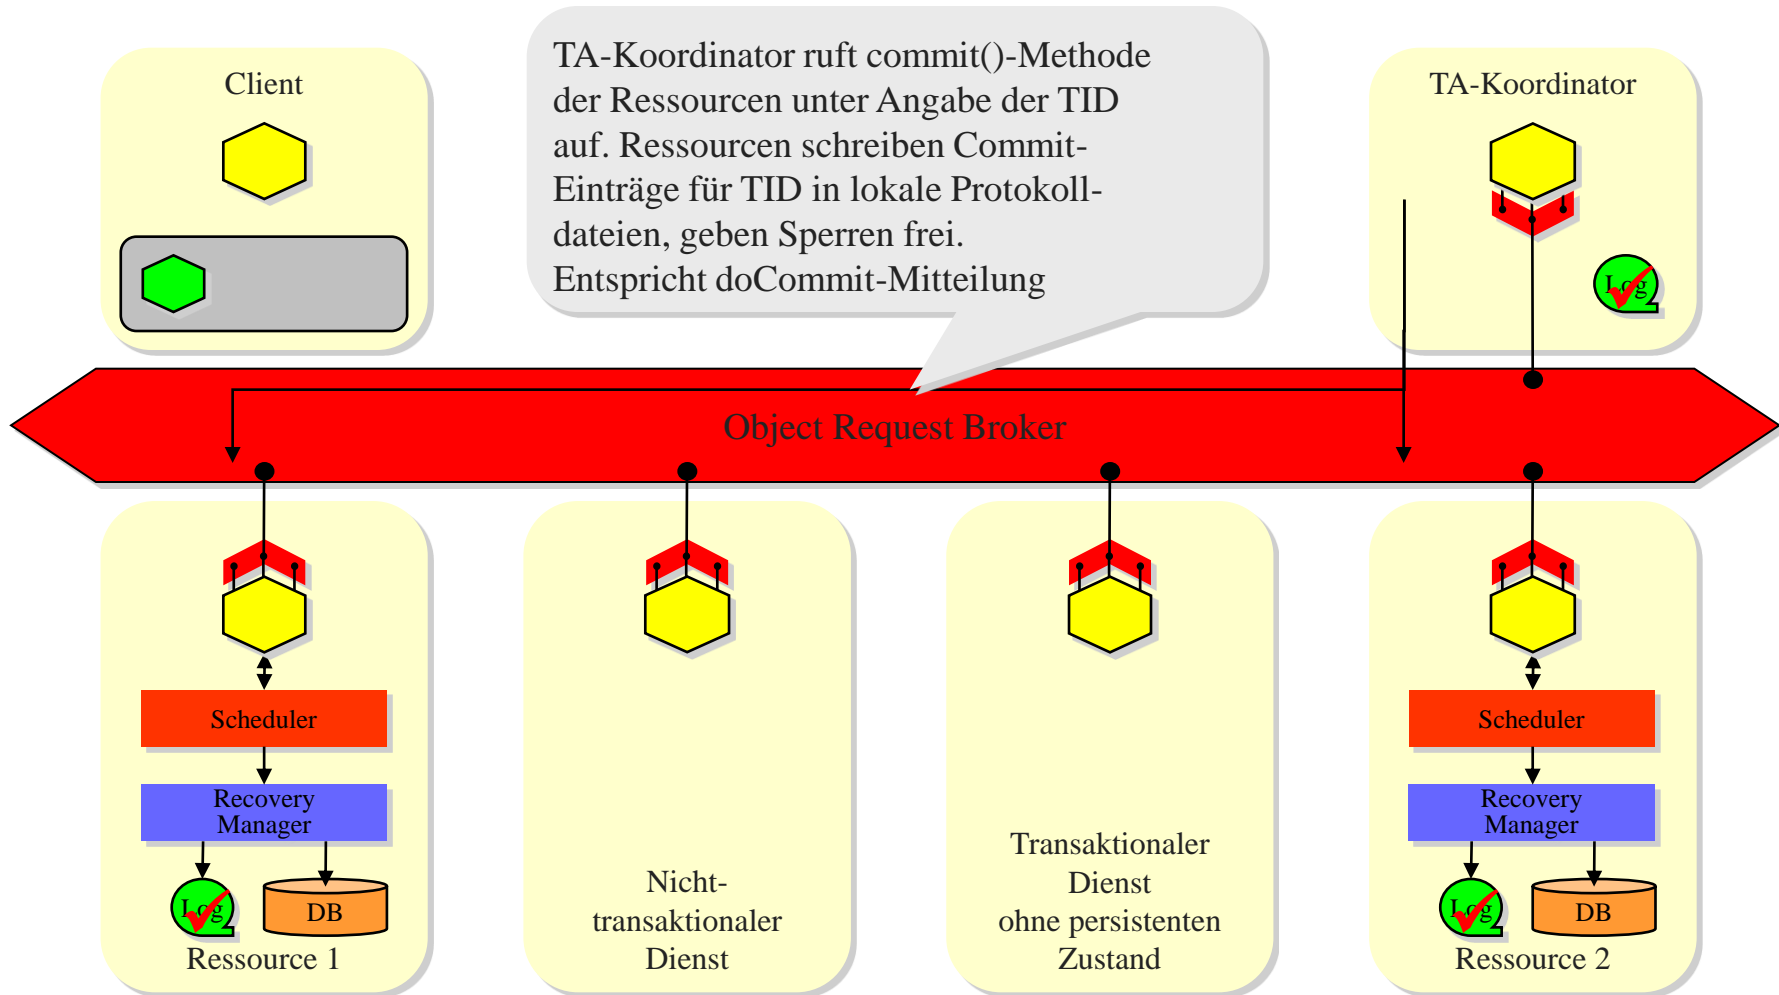 Client
TA-Koordinator ruft commit()-Methode
der Ressourcen unter Angabe der TID
auf. Ressourcen schreiben Commit-
Einträge für TID in lokale Protokoll-
dateien, geben Sperren frei.
Entspricht doCommit-Mitteilung
TA-Koordinator
Log
Object Request Broker
Scheduler
Recovery
Manager
Log
DB
Ressource 1
Nicht-
transaktionaler
Dienst
Transaktionaler
Dienst
ohne persistenten
Zustand
Scheduler
Recovery
Manager
Log
DB
Ressource 2